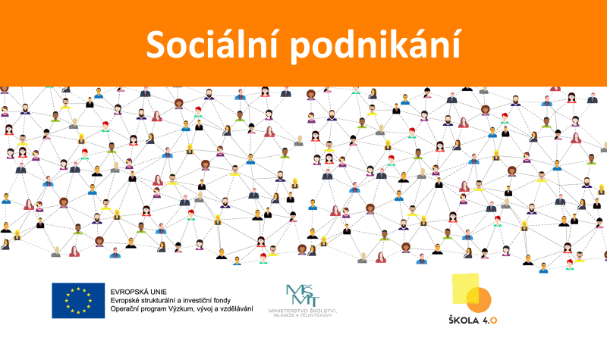 Sociální podnikání
EVROPSKÁ UNIE
Evropské strukturální a investiční fondy
Operační program Výzkum, vývoj a vzdělávání
MŠMT
MINISTERSTVO ŠKOLSTVÍ,
MLÁDEŽE A TĚLOVÝCHOVY
ŠKOLA 4.0